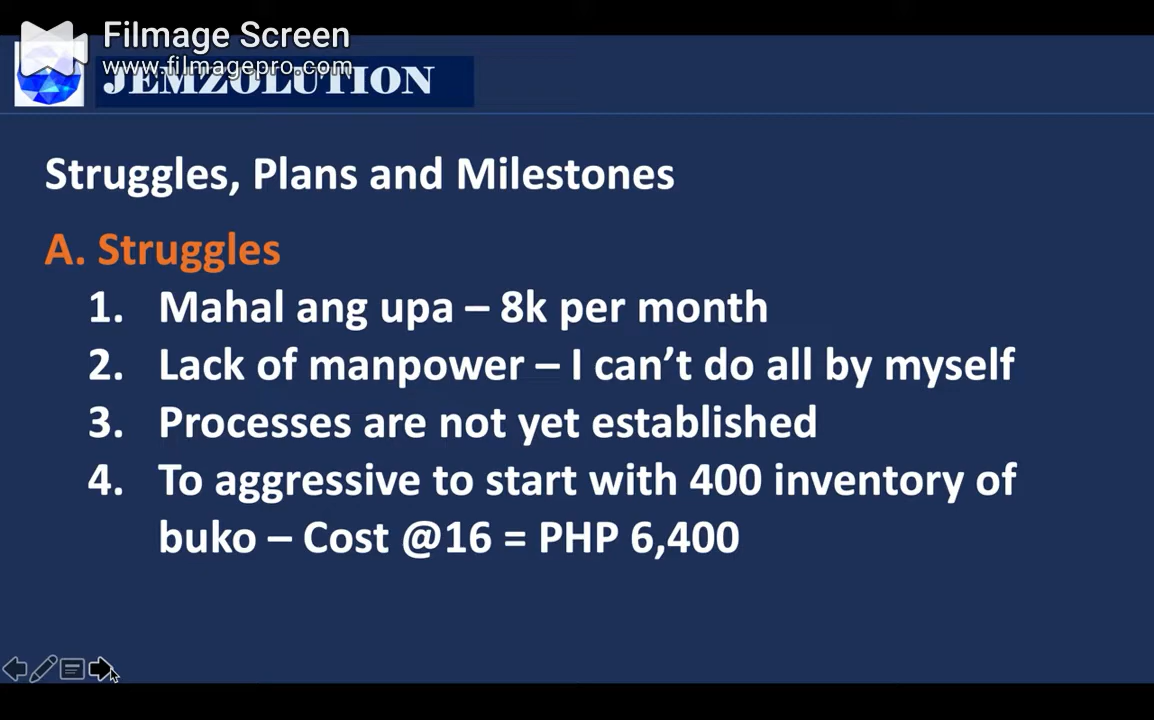 Filmage Screen
www.filmagepro.com
JEMZOLUTION
Struggles, Plans and Milestones
A. Struggles
1. Mahal ang upa – 8k per month
2. Lack of manpower – I can't do all by myself
3. Processes are not yet established
4. To aggressive to start with 400 inventory of
buko – Cost @16 = PHP 6,400